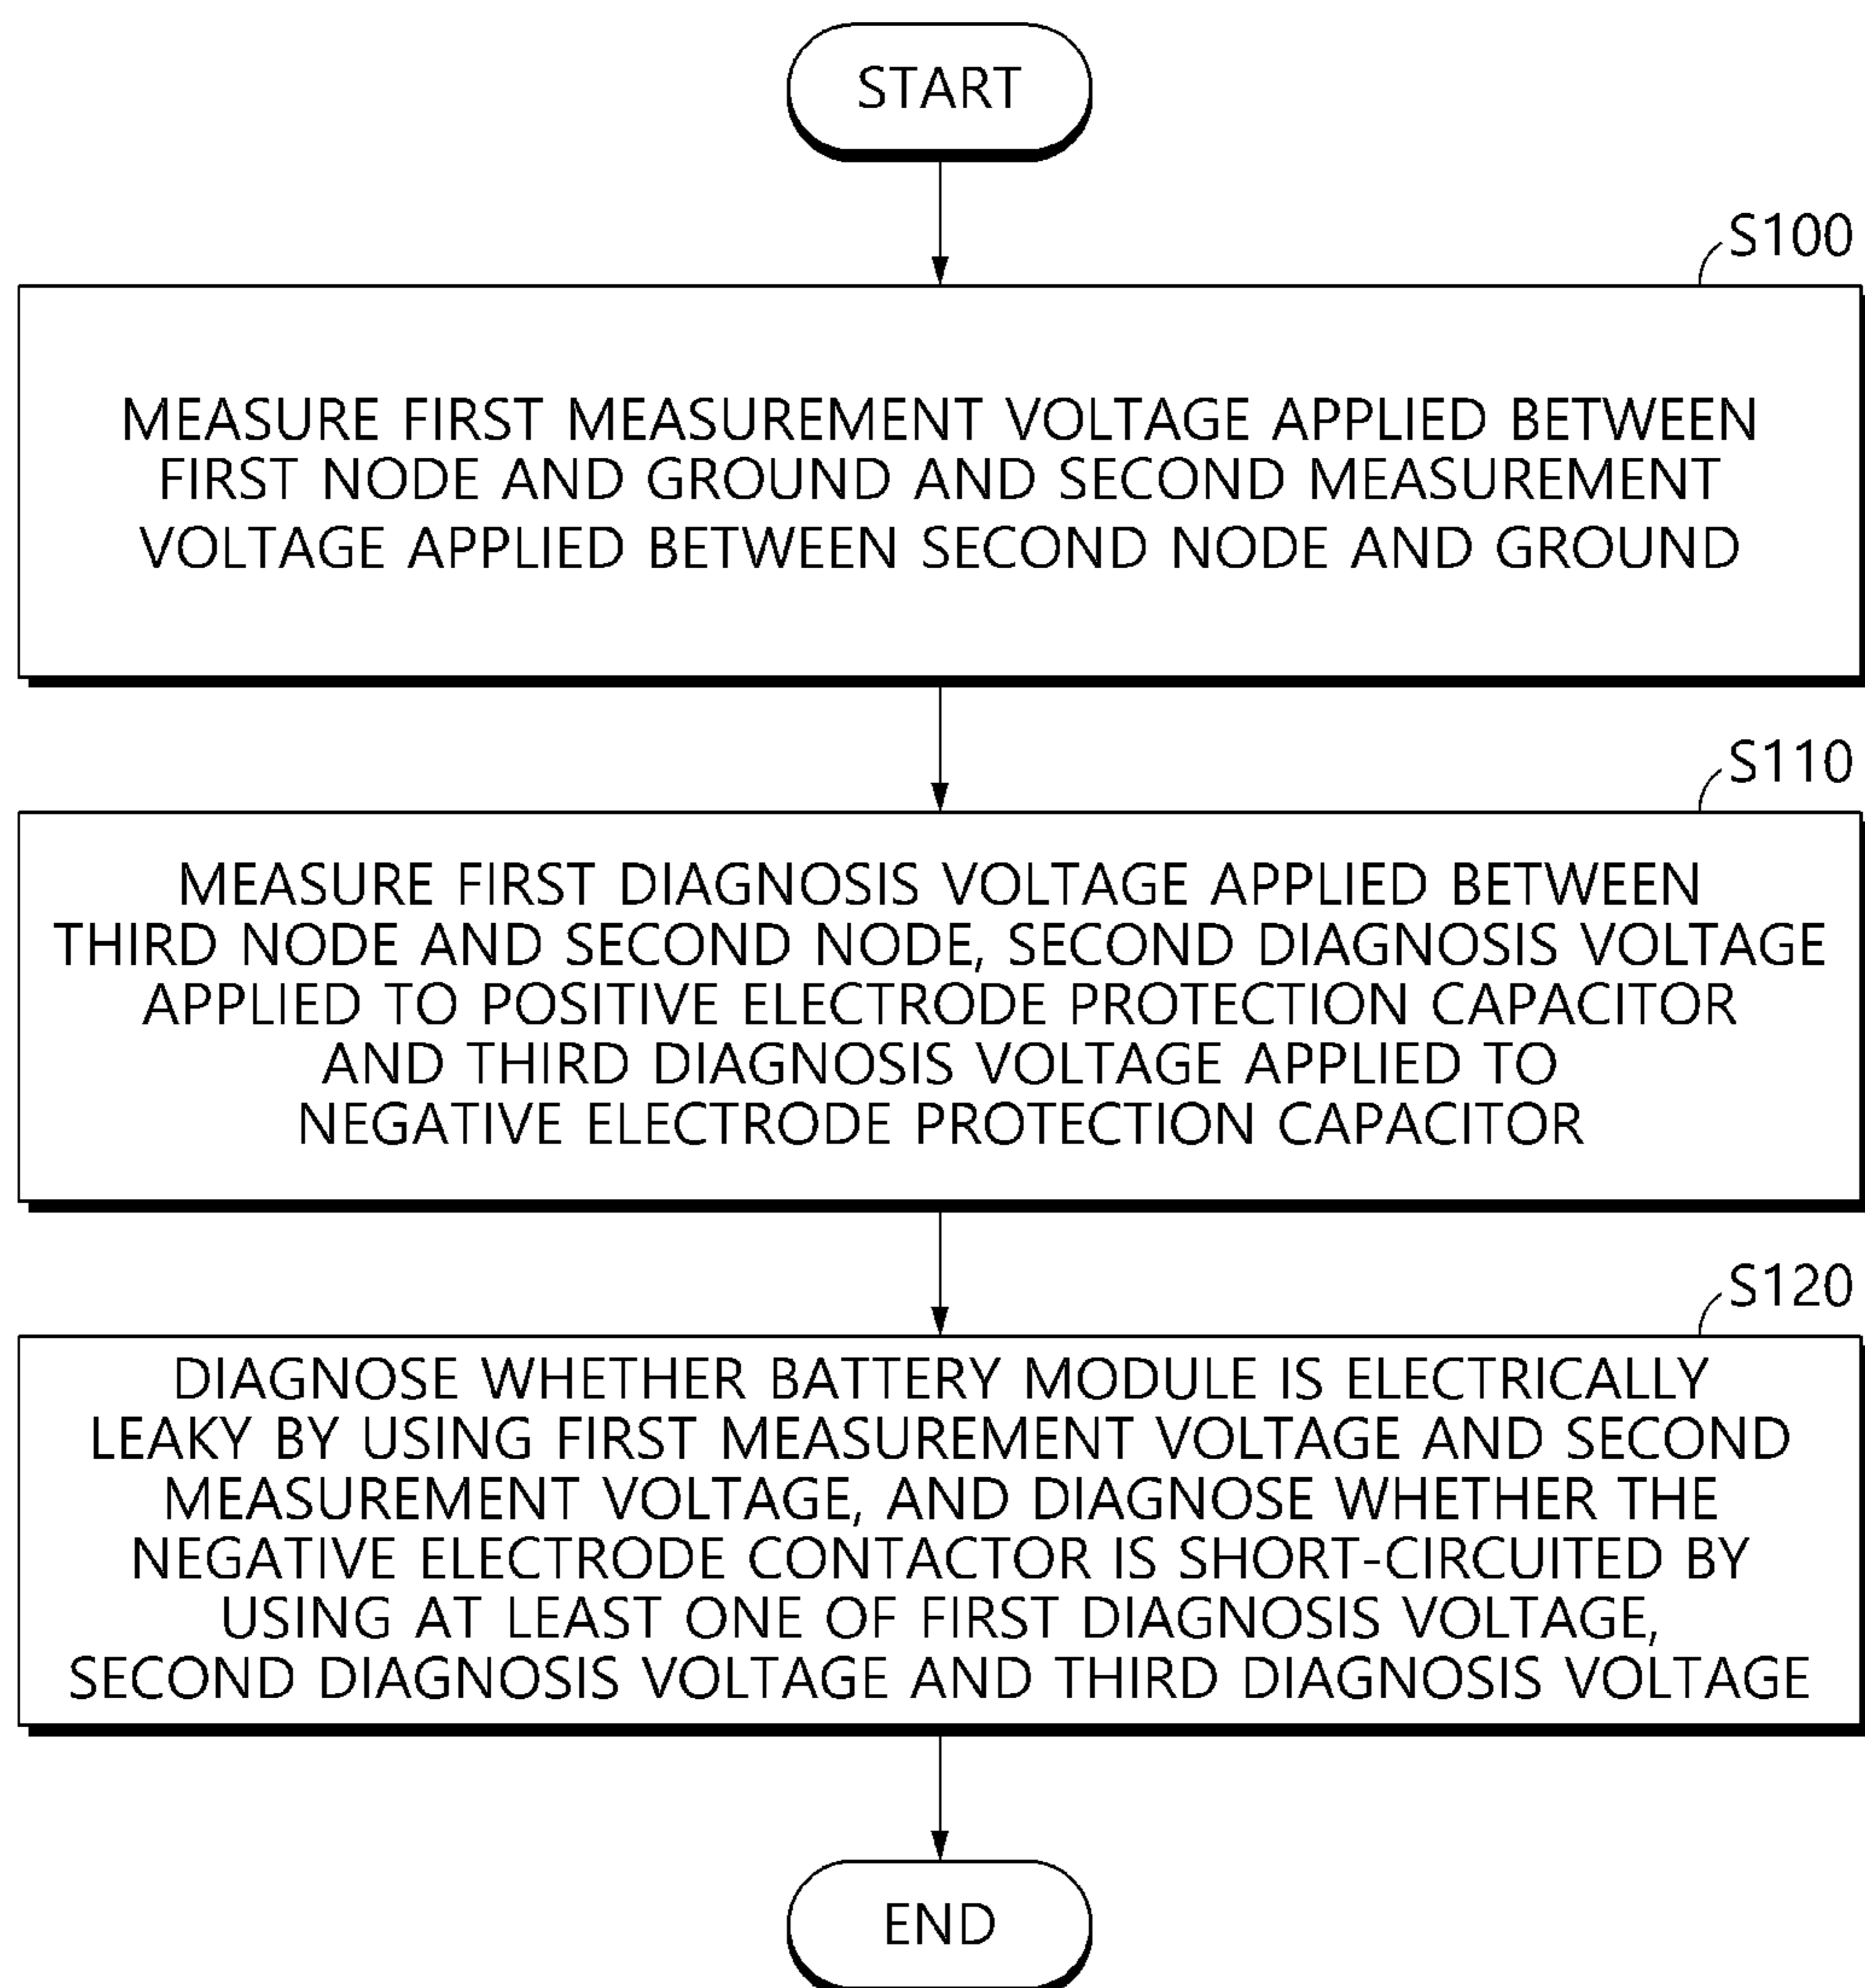 START
S100
MEASURE FIRST MEASUREMENT VOLTAGE APPLIED BETWEEN
FIRST NODE AND GROUND AND SECOND MEASUREMENT
VOLTAGE APPLIED BETWEEN SECOND NODE AND GROUND
S110
MEASURE FIRST DIAGNOSIS VOLTAGE APPLIED BETWEEN
THIRD NODE AND SECOND NODE, SECOND DIAGNOSIS VOLTAGE
APPLIED TO POSITIVE ELECTRODE PROTECTION CAPACITOR
AND THIRD DIAGNOSIS VOLTAGE APPLIED TO
NEGATIVE ELECTRODE PROTECTION CAPACITOR
S120
DIAGNOSE WHETHER BATTERY MODULE IS ELECTRICALLY
LEAKY BY USING FIRST MEASUREMENT VOLTAGE AND SECOND
MEASUREMENT VOLTAGE, AND DIAGNOSE WHETHER THE
NEGATIVE ELECTRODE CONTACTOR IS SHORT-CIRCUITED BY
USING AT LEAST ONE OF FIRST DIAGNOSIS VOLTAGE,
SECOND DIAGNOSIS VOLTAGE AND THIRD DIAGNOSIS VOLTAGE
END